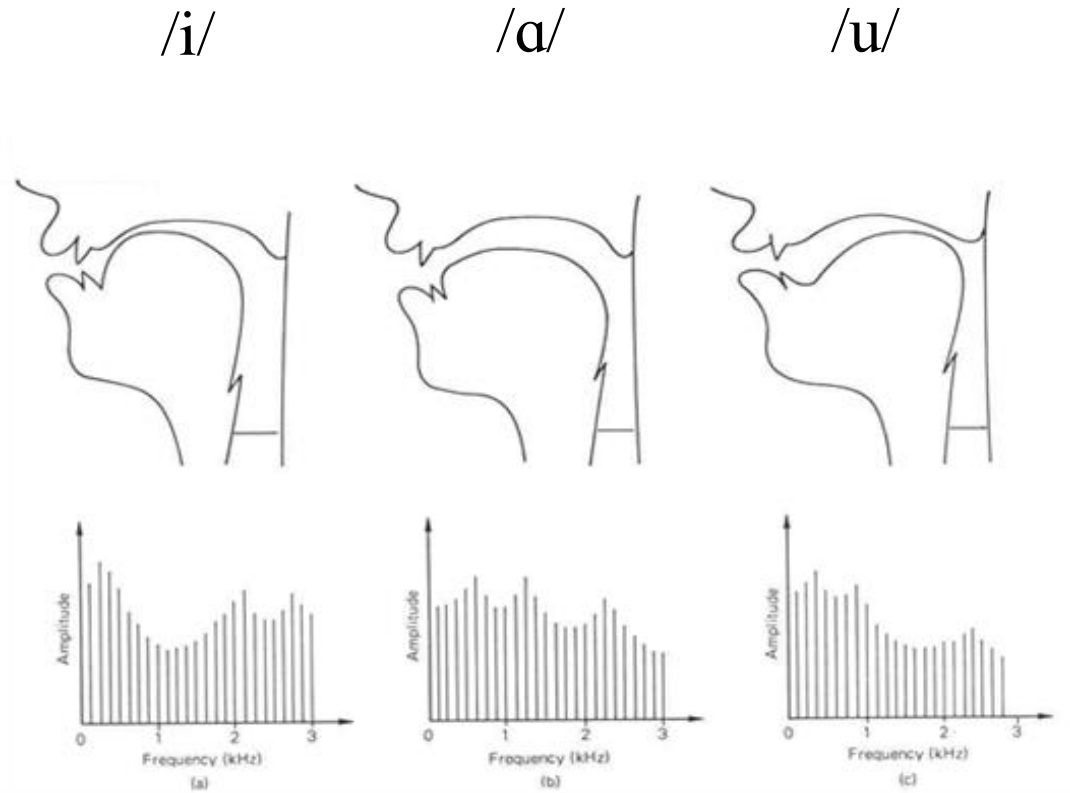 /i/ /ɑ/ /u/
Amplitude Amplitude Amplitude
0 1 2 3 0 1 2 3 0 1 2 3
Frequency (kHz) Frequency (kHz) Frequency (kHz)
(a) (b) (c)